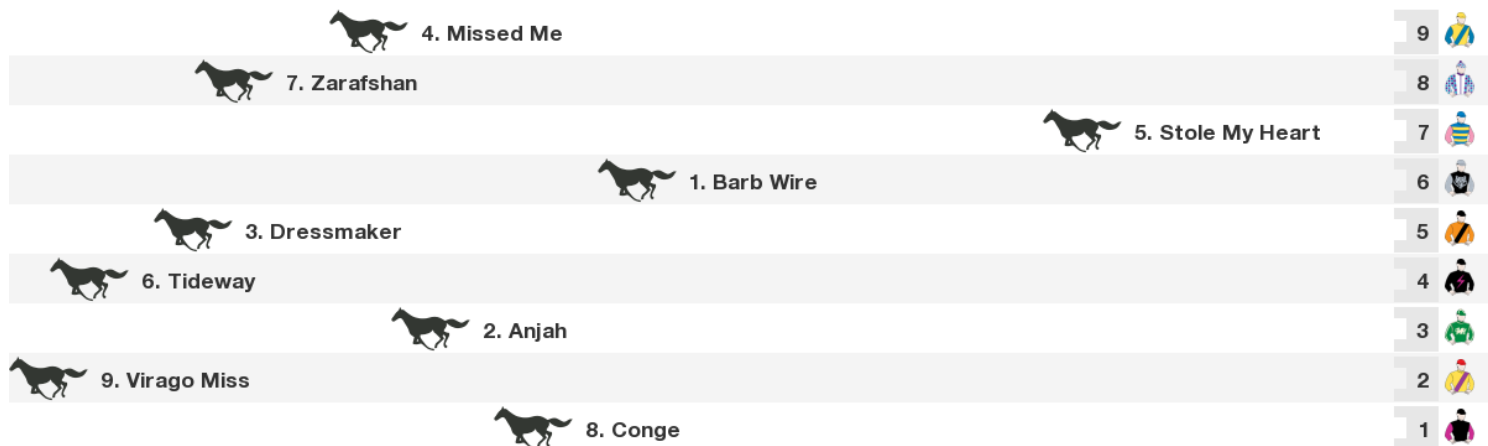 4. Missed Me 9
7. Zarafshan 8
5. Stole My Heart 7
1. Barb Wire 6
3. Dressmaker 5
6. Tideway 4
2. Anjah 3
9. Virago Miss 2
8. Conge 1